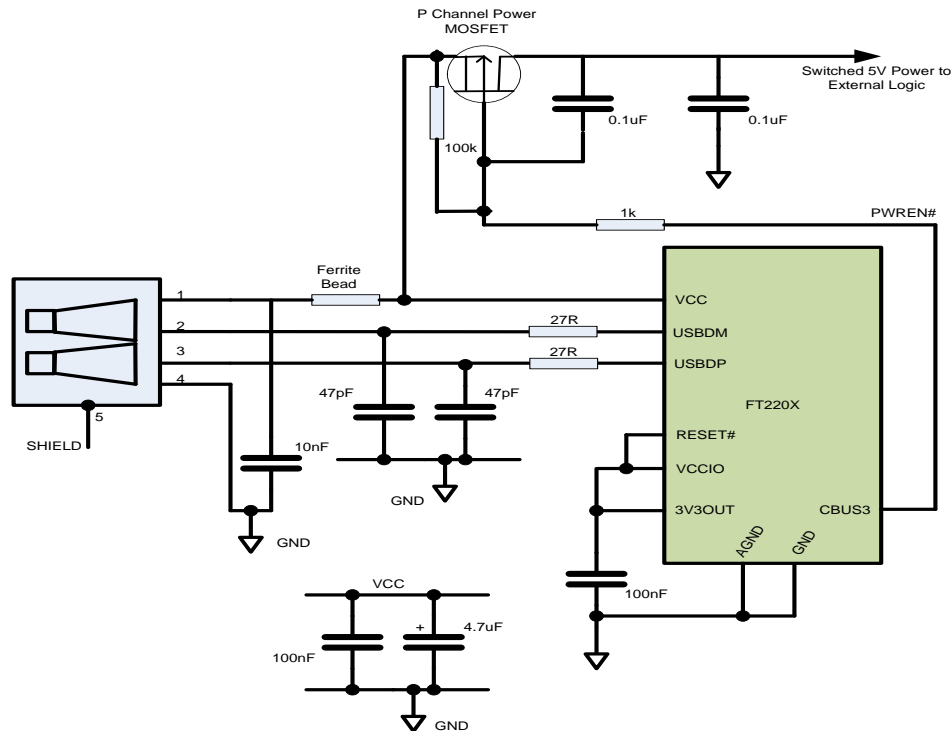 P Channel Power
MOSFET
Switched 5V Power to
External Logic
0.1uF
0.1uF
100k
1k
PWREN#
Ferrite
Bead
1
VCC
27R
2
USBDM
27R
3
USBDP
4
47pF
47pF
FT220X
5
SHIELD
RESET#
10nF
VCCIO
GND
3V3OUT
CBUS3
GND
AGND
GND
100nF
VCC
4.7uF
+
100nF
GND